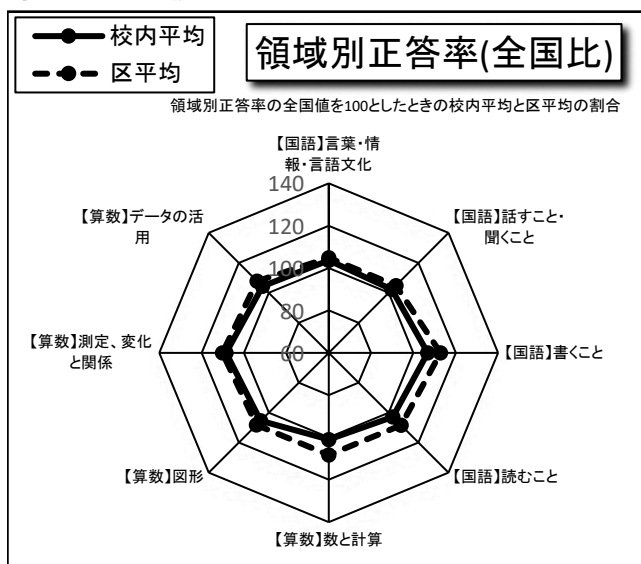 校内平均
区平均
領域別正答率(全国比)
領域別正答率の全国値を100としたときの校内平均と区平均の割合
【国語】言葉・情
報・言語文化
【国語】話すこと・
聞くこと
【国語】書くこと
【国語】読むこと
【算数】数と計算
【算数】図形
【算数】測定、変化
と関係
【算数】データの活
用
140
120
100
80
60